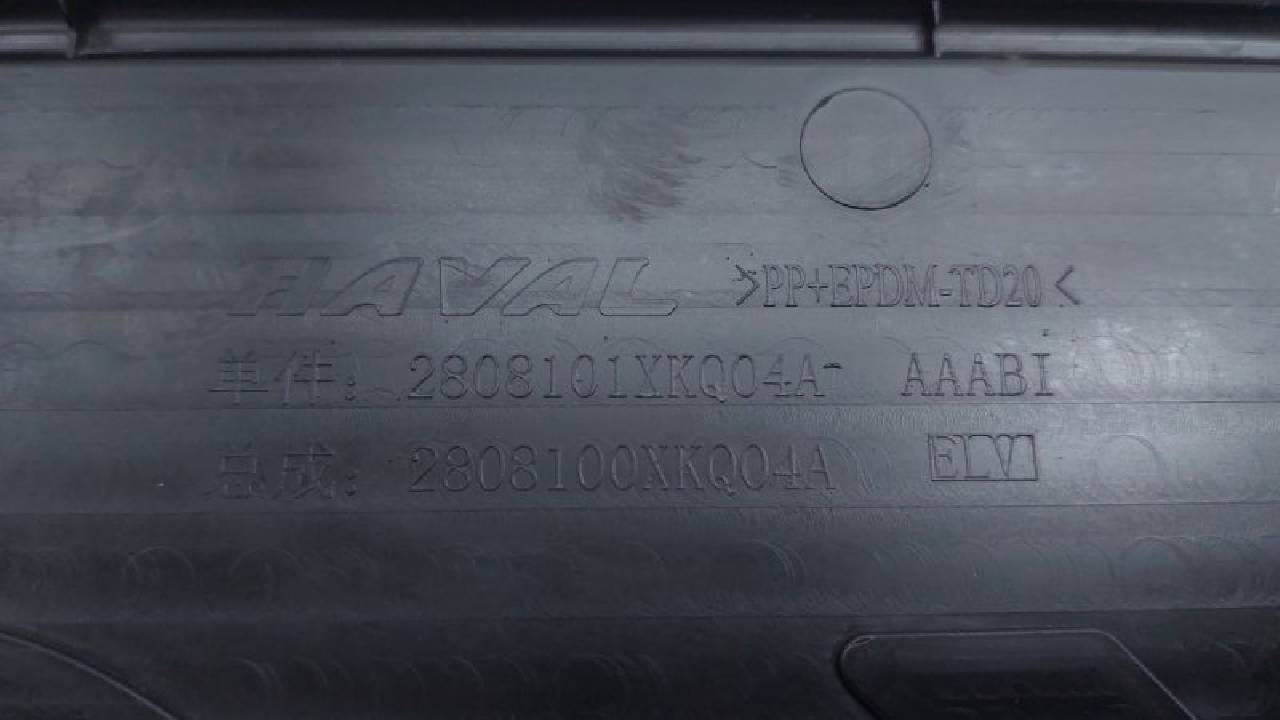 HAVAL >PP+EPDM-TD20<
单件: 2808101XKQ04A- AAABI
总成: 2808100XKQ04A ELV